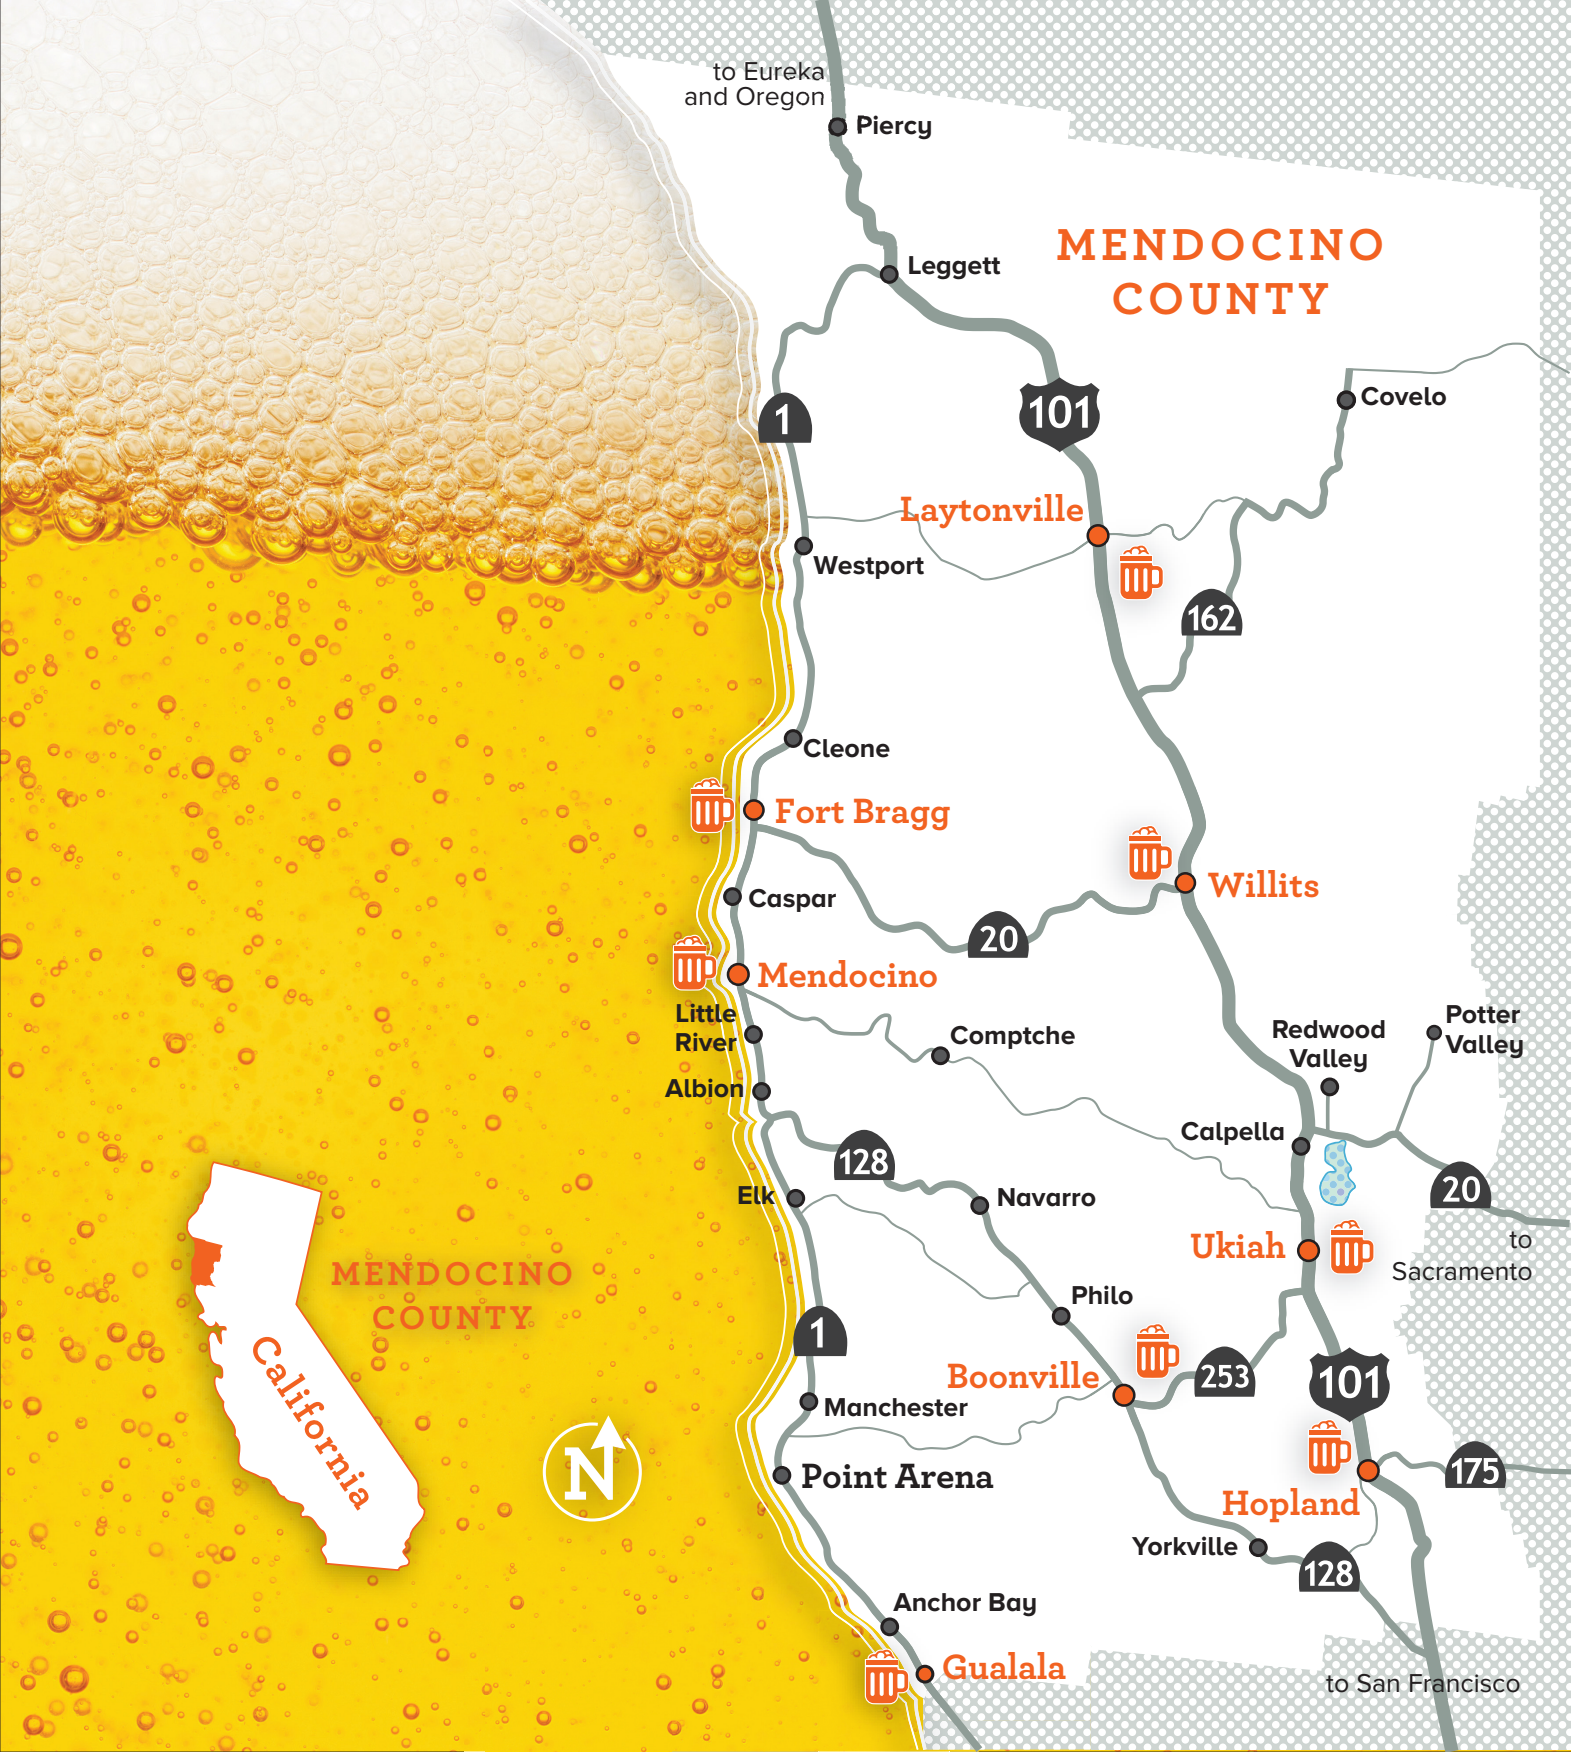 to Eureka
and Oregon
Piercy
MENDOCINO
COUNTY
Leggett
Covelo
1
101
Laytonville
Westport
162
Cleone
Fort Bragg
Willits
Caspar
20
Mendocino
Little
River
Comptche
Redwood
Valley
Potter
Valley
Albion
Calpella
128
20
Elk
Navarro
Ukiah
to
Sacramento
MENDOCINO
COUNTY
California
Philo
1
Boonville
253
101
Manchester
N
Point Arena
175
Hopland
Yorkville
128
Anchor Bay
Gualala
to San Francisco